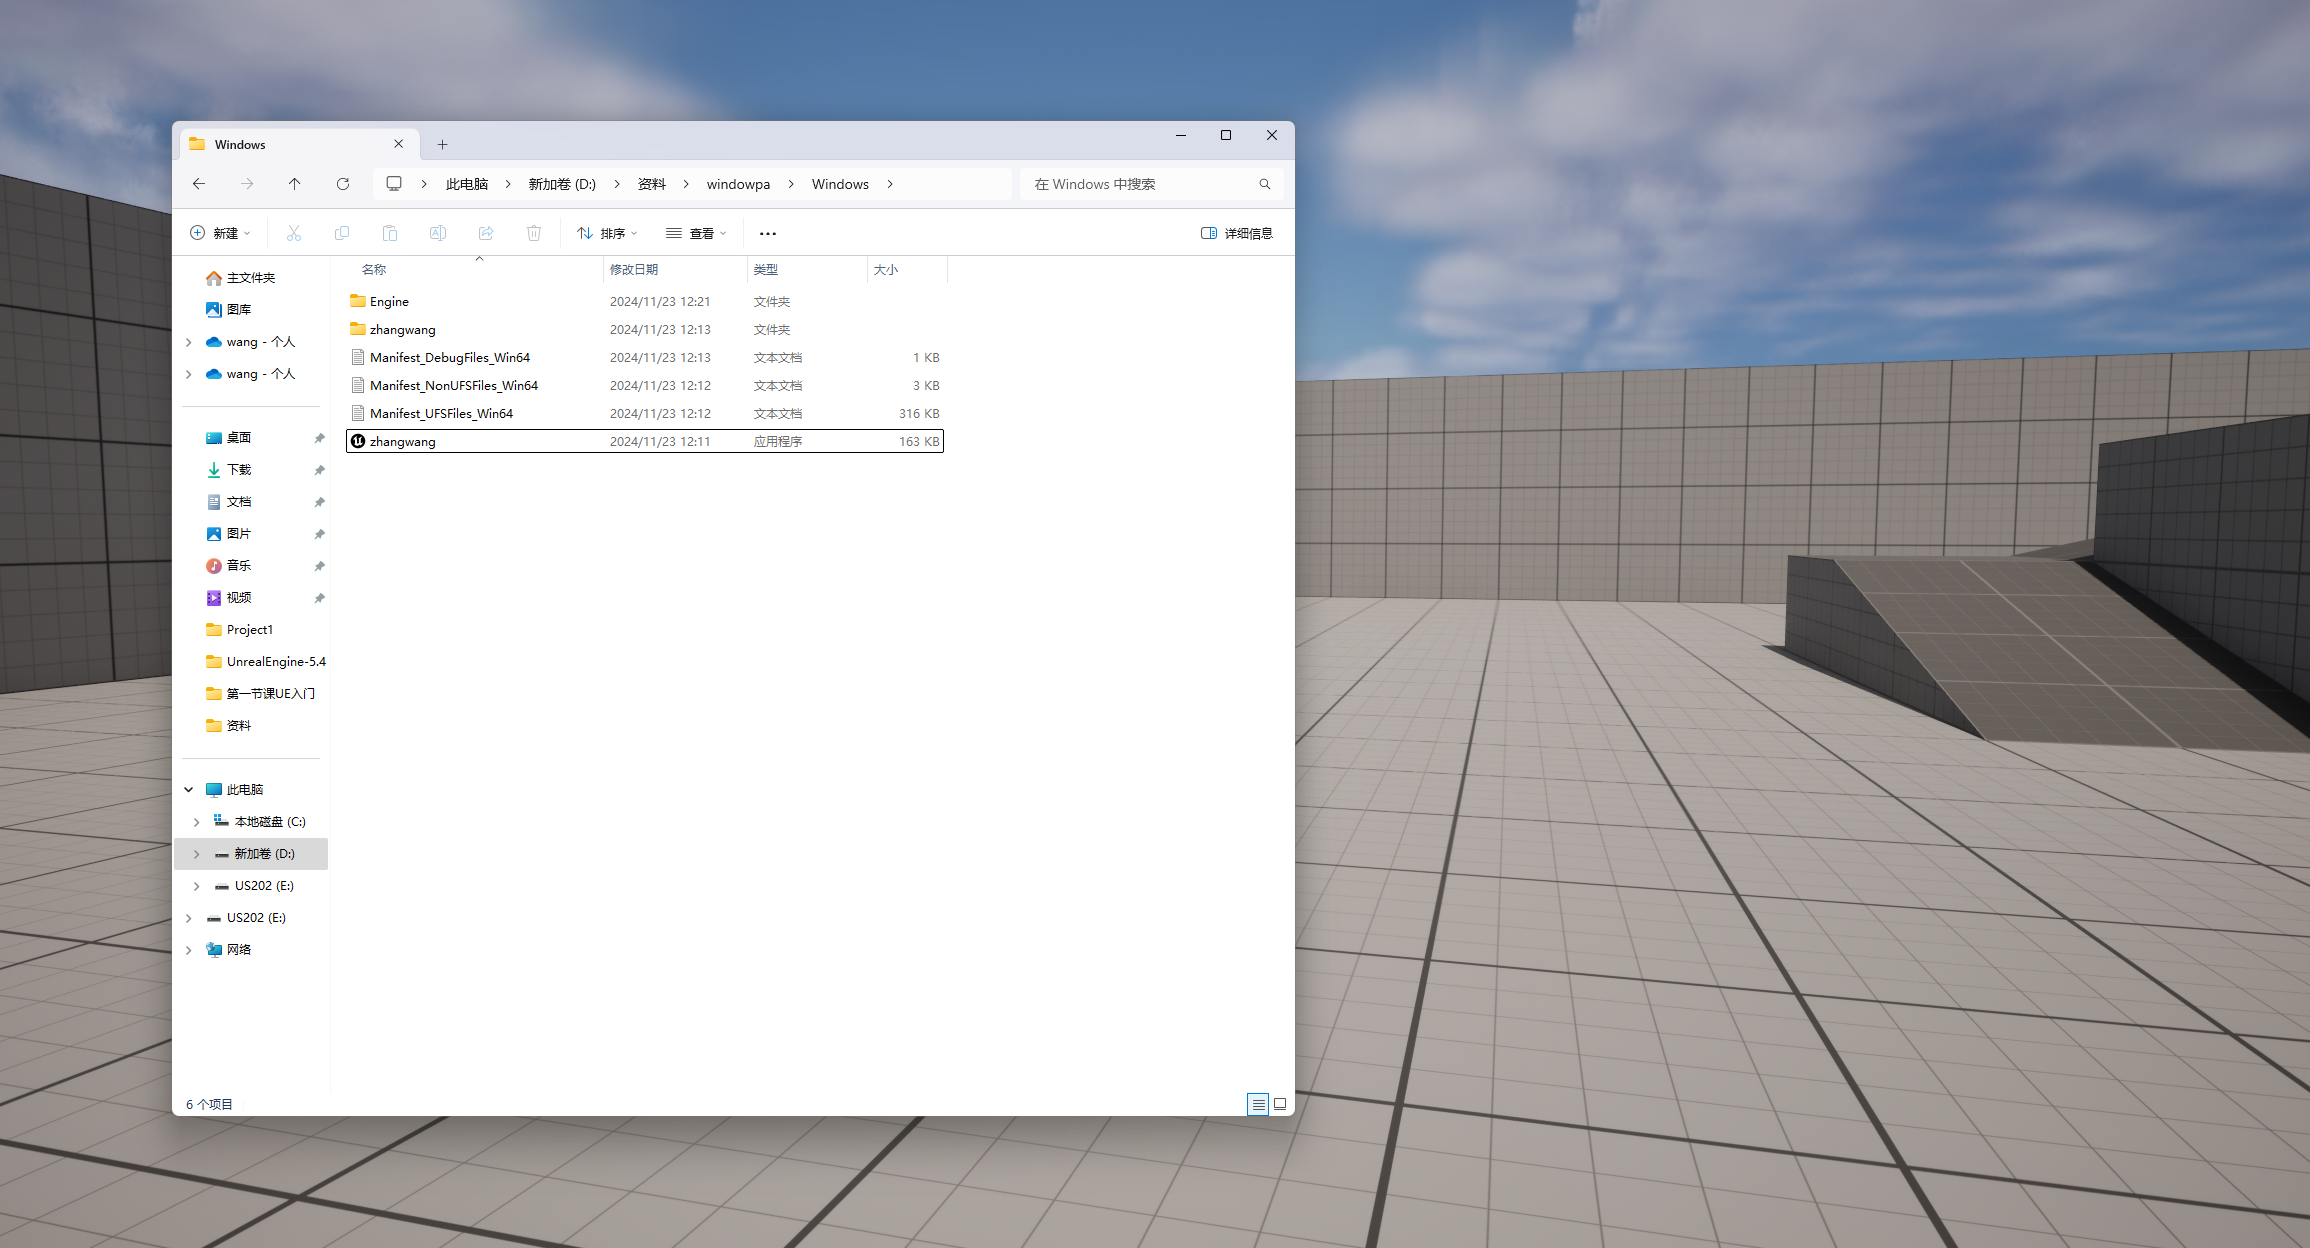 Windows
此电脑 新加卷 (D:) 资料 windowpa Windows
在 Windows 中搜索
新建 排序 查看 详细信息
名称 修改日期 类型 大小
Engine 2024/11/23 12:21 文件夹
zhangwang 2024/11/23 12:13 文件夹
Manifest_DebugFiles_Win64 2024/11/23 12:13 文本文档 1 KB
Manifest_NonUFSFiles_Win64 2024/11/23 12:12 文本文档 3 KB
Manifest_UFSFiles_Win64 2024/11/23 12:12 文本文档 316 KB
zhangwang 2024/11/23 12:11 应用程序 163 KB
主文件夹
图库
wang - 个人
wang - 个人
桌面
下载
文档
图片
音乐
视频
Project1
UnrealEngine-5.4
第一节课UE入门
资料
此电脑
本地磁盘 (C:)
新加卷 (D:)
US202 (E:)
US202 (E:)
网络
6 个项目